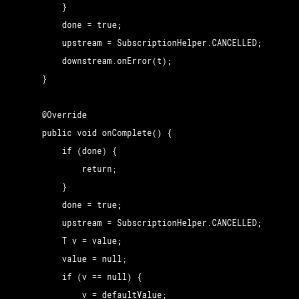 }
done = true;
upstream = SubscriptionHelper.CANCELLED;
downstream.onError(t);
}
@Override
public void onComplete() {
if (done) {
return;
}
done = true;
upstream = SubscriptionHelper.CANCELLED;
T v = value;
value = null;
if (v == null) {
v = defaultValue;